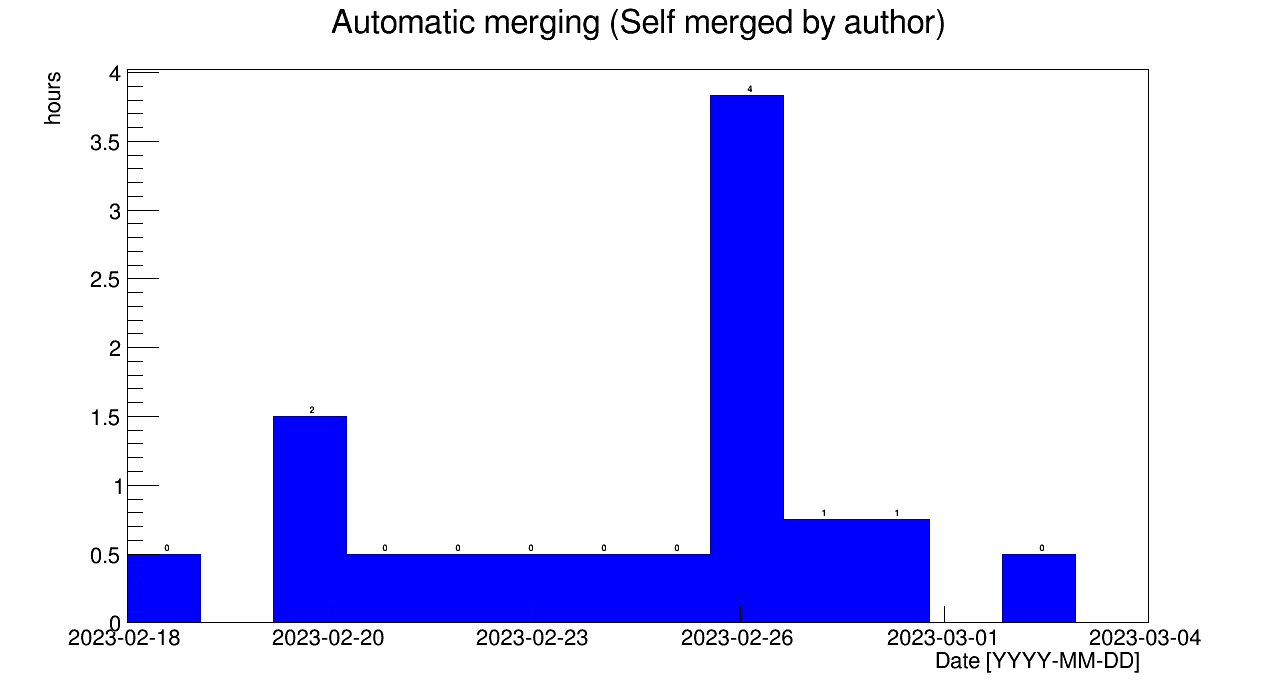 Automatic merging (Self merged by author)
hours
4
3.5
3
2.5
2
1.5
1
0.5
0
0 2 0 0 0 0 0 4 1 1 0
2023-02-18 2023-02-20 2023-02-23 2023-02-26 2023-03-01 2023-03-04
Date [YYYY-MM-DD]